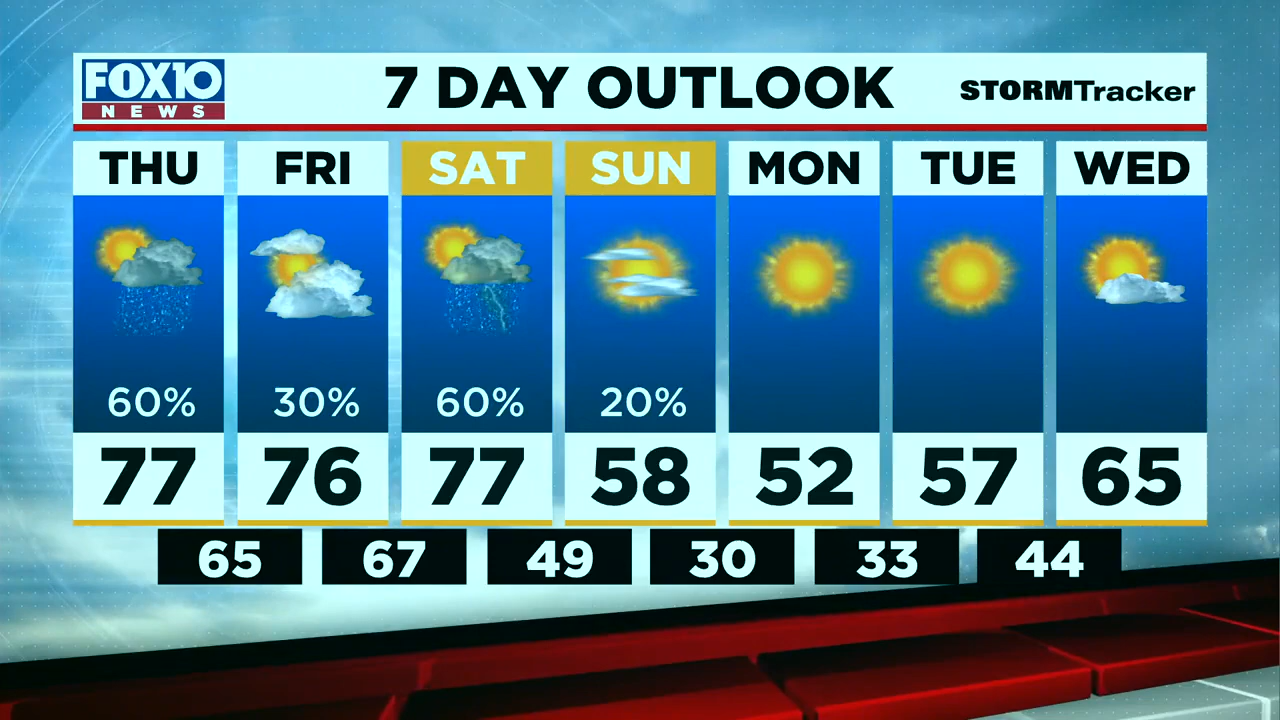 FOX10
NEWS
7 DAY OUTLOOK
STORMTracker
THU FRI SAT SUN MON TUE WED
60% 30% 60% 20%
77 76 77 58 52 57 65
65 67 49 30 33 44